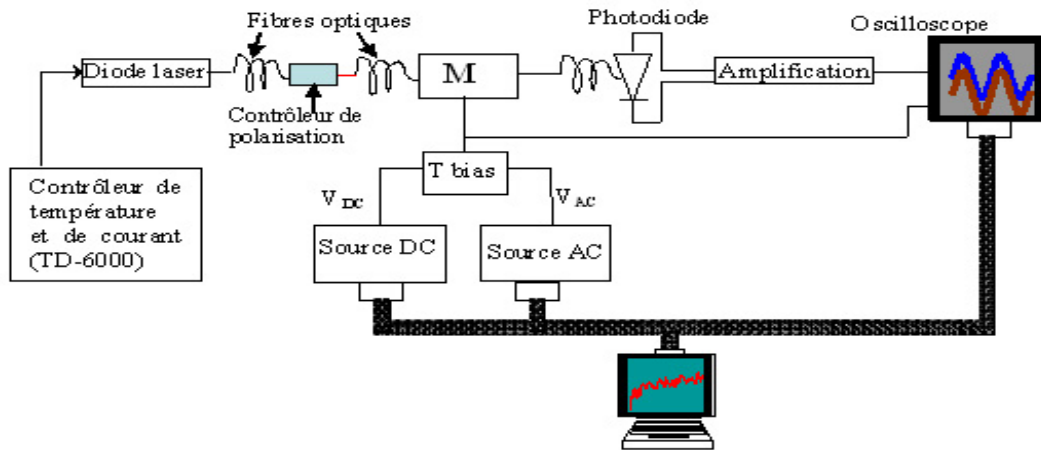 Fibres optiques
Photodiode
Oscilloscope
Diode laser
M
Amplification
Contrôleur de
polarisation
T bias
V DC
V AC
Contrôleur de
température
et de courant
(TD-6000)
Source DC
Source AC